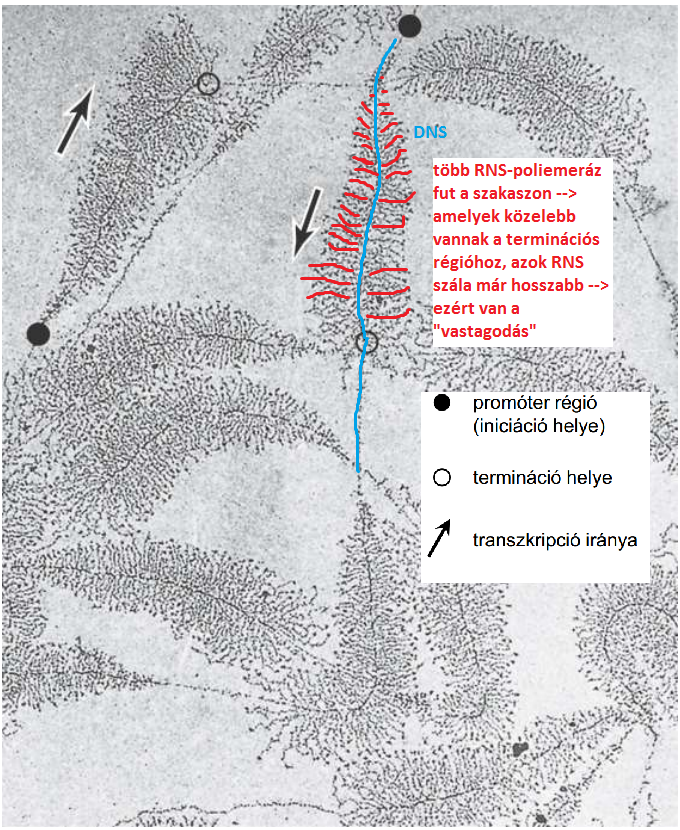 DNS
több RNS-poliemeráz
fut a szakaszon -->
amelyek közelebb
vannak a terminációs
régióhoz, azok RNS
szála már hosszabb -->
ezért van a
"vastagodás"
promóter régió
(iniciáció helye)
termináció helye
transzkripció iránya